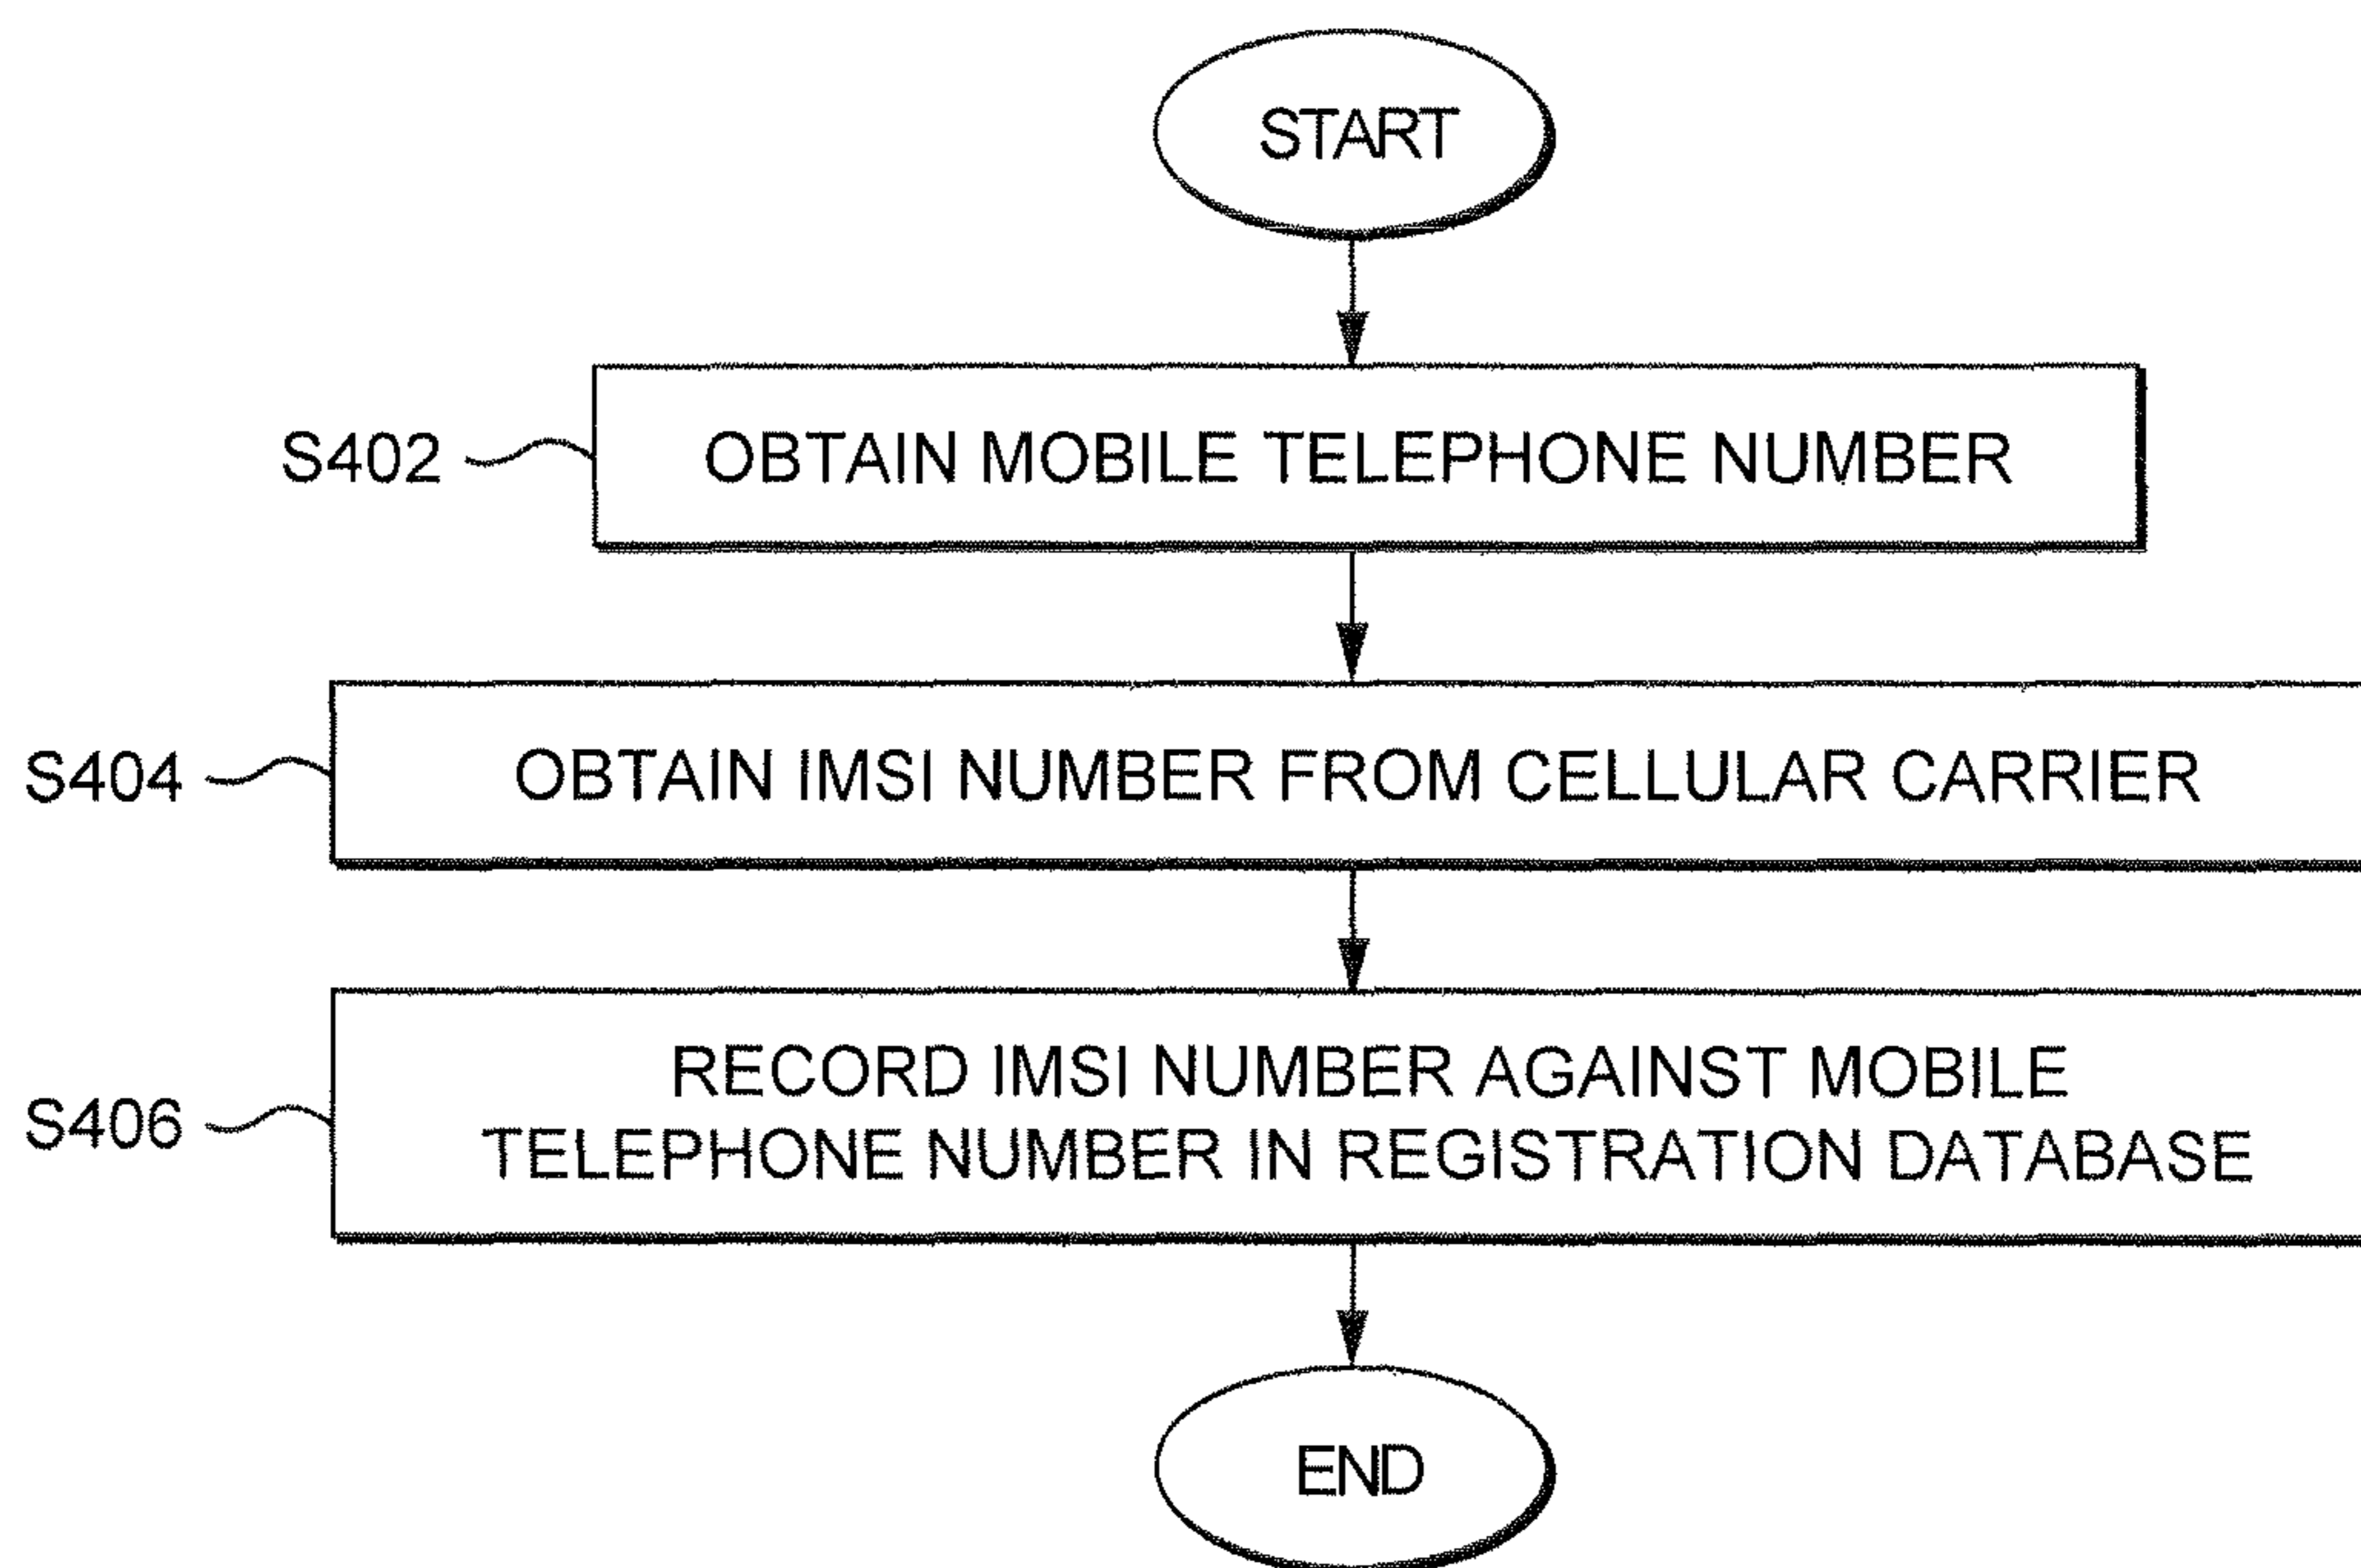 START
S402
OBTAIN MOBILE TELEPHONE NUMBER
S404
OBTAIN IMSI NUMBER FROM CELLULAR CARRIER
S406
RECORD IMSI NUMBER AGAINST MOBILE
TELEPHONE NUMBER IN REGISTRATION DATABASE
END